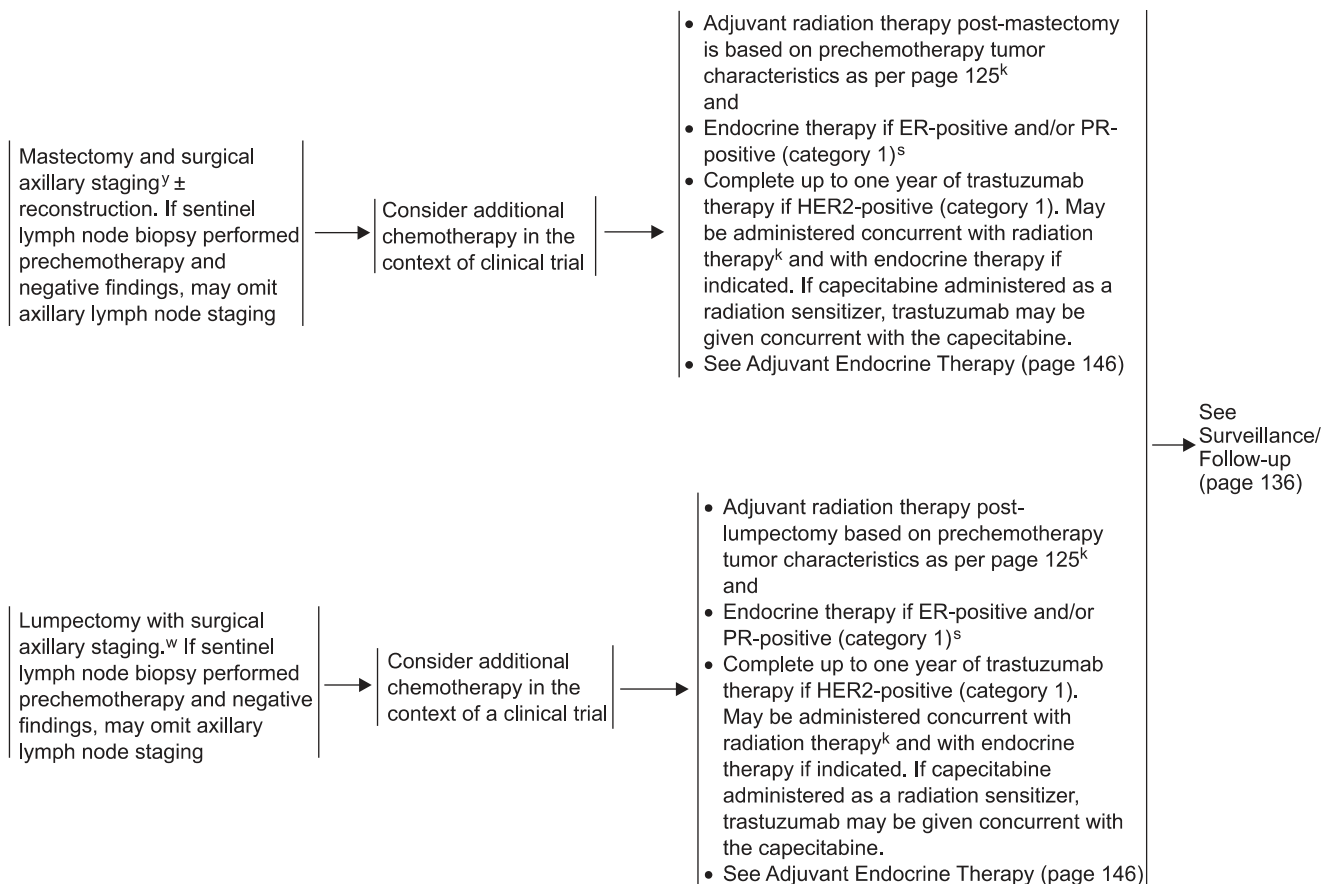 Mastectomy and surgical
axillary stagingʸ ±
reconstruction. If sentinel
lymph node biopsy performed
prechemotherapy and
negative findings, may omit
axillary lymph node staging
Consider additional
chemotherapy in the
context of clinical trial
• Adjuvant radiation therapy post-mastectomy
is based on prechemotherapy tumor
characteristics as per page 125ᵏ
and
• Endocrine therapy if ER-positive and/or PR-
positive (category 1)ˢ
• Complete up to one year of trastuzumab
therapy if HER2-positive (category 1). May
be administered concurrent with radiation
therapyᵏ and with endocrine therapy if
indicated. If capecitabine administered as a
radiation sensitizer, trastuzumab may be
given concurrent with the capecitabine.
• See Adjuvant Endocrine Therapy (page 146)
Lumpectomy with surgical
axillary staging.ʷ If sentinel
lymph node biopsy performed
prechemotherapy and negative
findings, may omit axillary
lymph node staging
Consider additional
chemotherapy in the
context of a clinical trial
• Adjuvant radiation therapy post-
lumpectomy based on prechemotherapy
tumor characteristics as per page 125ᵏ
and
• Endocrine therapy if ER-positive and/or
PR-positive (category 1)ˢ
• Complete up to one year of trastuzumab
therapy if HER2-positive (category 1).
May be administered concurrent with
radiation therapyᵏ and with endocrine
therapy if indicated. If capecitabine
administered as a radiation sensitizer,
trastuzumab may be given concurrent with
the capecitabine.
• See Adjuvant Endocrine Therapy (page 146)
See
Surveillance/
Follow-up
(page 136)